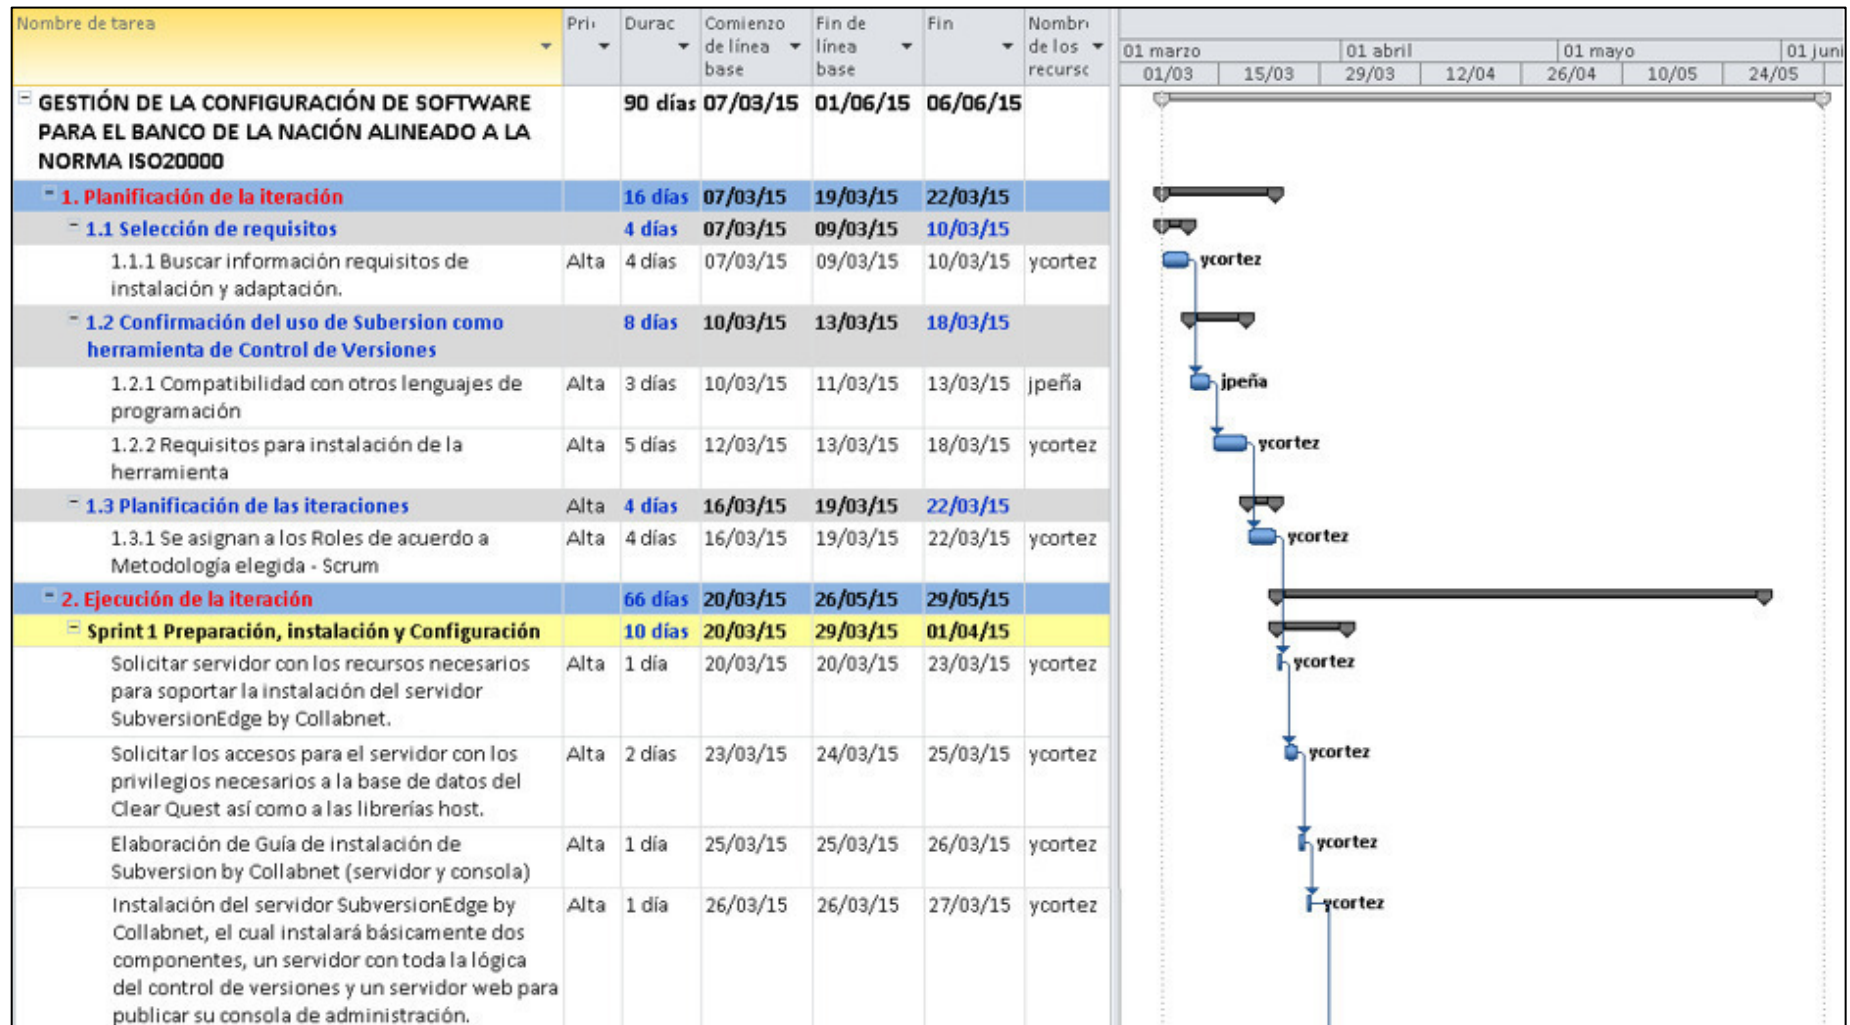 Nombre de tarea Pri Durac Comienzo de línea base Fin de línea base Fin Nombr de los recursc
01 marzo 01 abril 01 mayo 01 juni
01/03 15/03 29/03 12/04 26/04 10/05 24/05
GESTIÓN DE LA CONFIGURACIÓN DE SOFTWARE 90 días 07/03/15 01/06/15 06/06/15
PARA EL BANCO DE LA NACIÓN ALINEADO A LA
NORMA ISO20000
1. Planificación de la iteración 16 días 07/03/15 19/03/15 22/03/15
1.1 Selección de requisitos 4 días 07/03/15 09/03/15 10/03/15
1.1.1 Buscar información requisitos de Alta 4 días 07/03/15 09/03/15 10/03/15 ycortez ycortez
instalación y adaptación.
1.2 Confirmación del uso de Subersion como 8 días 10/03/15 13/03/15 18/03/15
herramienta de Control de Versiones
1.2.1 Compatibilidad con otros lenguajes de Alta 3 días 10/03/15 11/03/15 13/03/15 jpeña jpeña
programación
1.2.2 Requisitos para instalación de la Alta 5 días 12/03/15 13/03/15 18/03/15 ycortez ycortez
herramienta
1.3 Planificación de las iteraciones Alta 4 días 16/03/15 19/03/15 22/03/15
1.3.1 Se asignan a los Roles de acuerdo a Alta 4 días 16/03/15 19/03/15 22/03/15 ycortez ycortez
Metodología elegida - Scrum
2. Ejecución de la iteración 66 días 20/03/15 26/05/15 29/05/15
Sprint 1 Preparación, instalación y Configuración 10 días 20/03/15 29/03/15 01/04/15
Solicitar servidor con los recursos necesarios Alta 1 día 20/03/15 20/03/15 23/03/15 ycortez ycortez
para soportar la instalación del servidor
SubversionEdge by Collabnet.
Solicitar los accesos para el servidor con los Alta 2 días 23/03/15 24/03/15 25/03/15 ycortez ycortez
privilegios necesarios a la base de datos del
Clear Quest así como a las librerías host.
Elaboración de Guía de instalación de Alta 1 día 25/03/15 25/03/15 26/03/15 ycortez ycortez
Subversion by Collabnet (servidor y consola)
Instalación del servidor SubversionEdge by Alta 1 día 26/03/15 26/03/15 27/03/15 ycortez ycortez
Collabnet, el cual instalará básicamente dos
componentes, un servidor con toda la lógica
del control de versiones y un servidor web para
publicar su consola de administración.